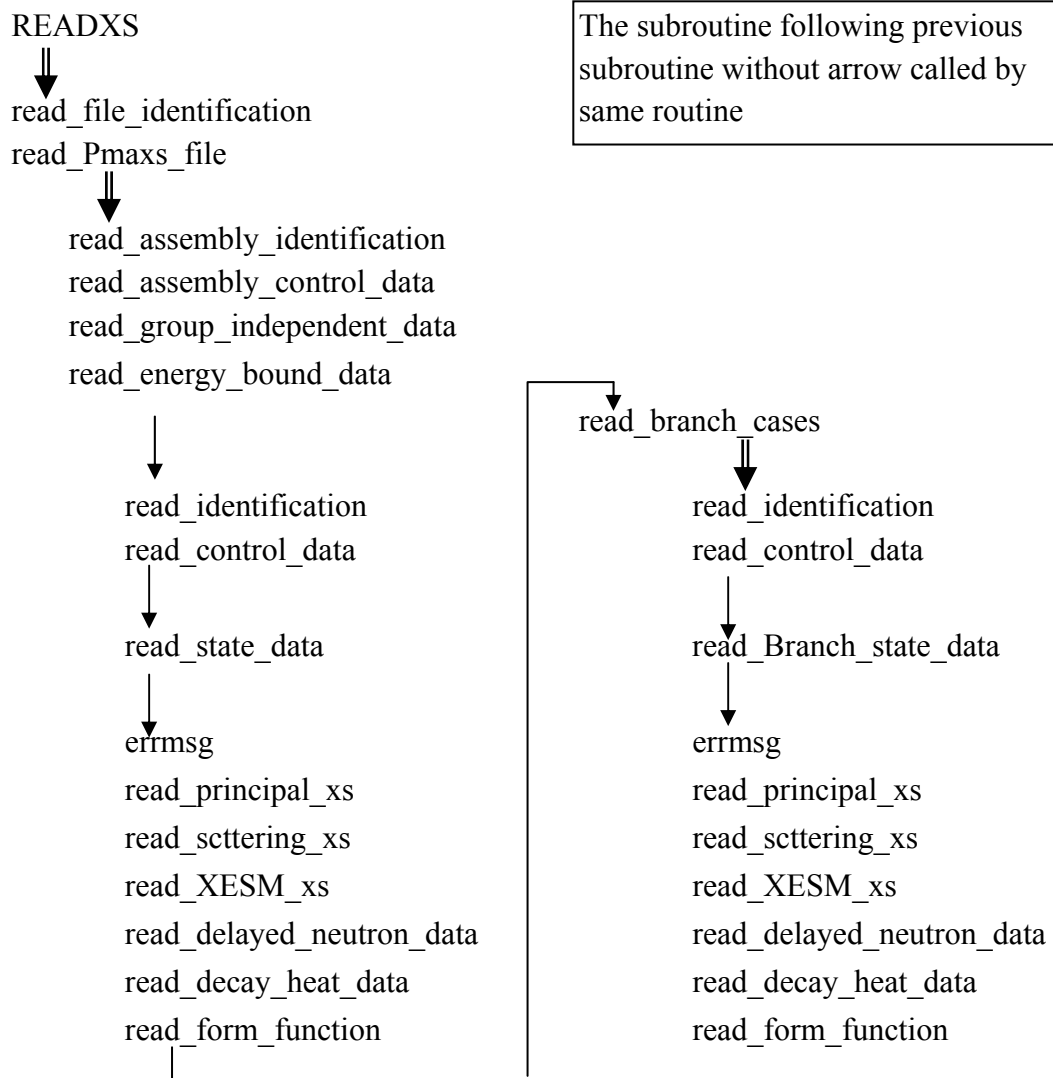 READXS
The subroutine following previous
subroutine without arrow called by
same routine
read_file_identification
read_Pmaxs_file
read_assembly_identification
read_assembly_control_data
read_group_independent_data
read_energy_bound_data
read_identification
read_control_data
read_state_data
errmsg
read_principal_xs
read_scttering_xs
read_XESM_xs
read_delayed_neutron_data
read_decay_heat_data
read_form_function
read_branch_cases
read_identification
read_control_data
read_Branch_state_data
errmsg
read_principal_xs
read_scttering_xs
read_XESM_xs
read_delayed_neutron_data
read_decay_heat_data
read_form_function